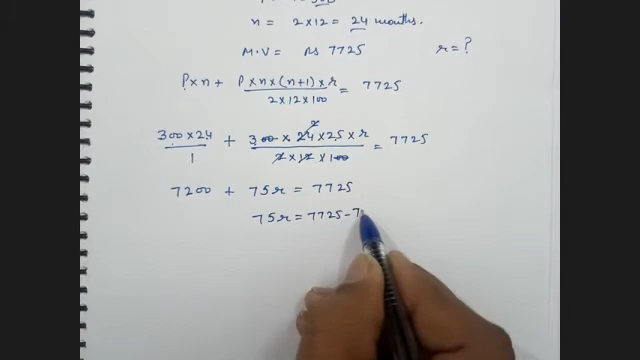 300
n = 2 × 12 = 24 months.
M.V = Rs 7725 r = ?
P × n + P × n × (n+1) × r / 2 × 12 × 100 = 7725
300 × 24 / 1 + 300 × 24 × 25 × r / 2 × 12 × 100 = 7725
7200 + 75r = 7725
75r = 7725 - 7